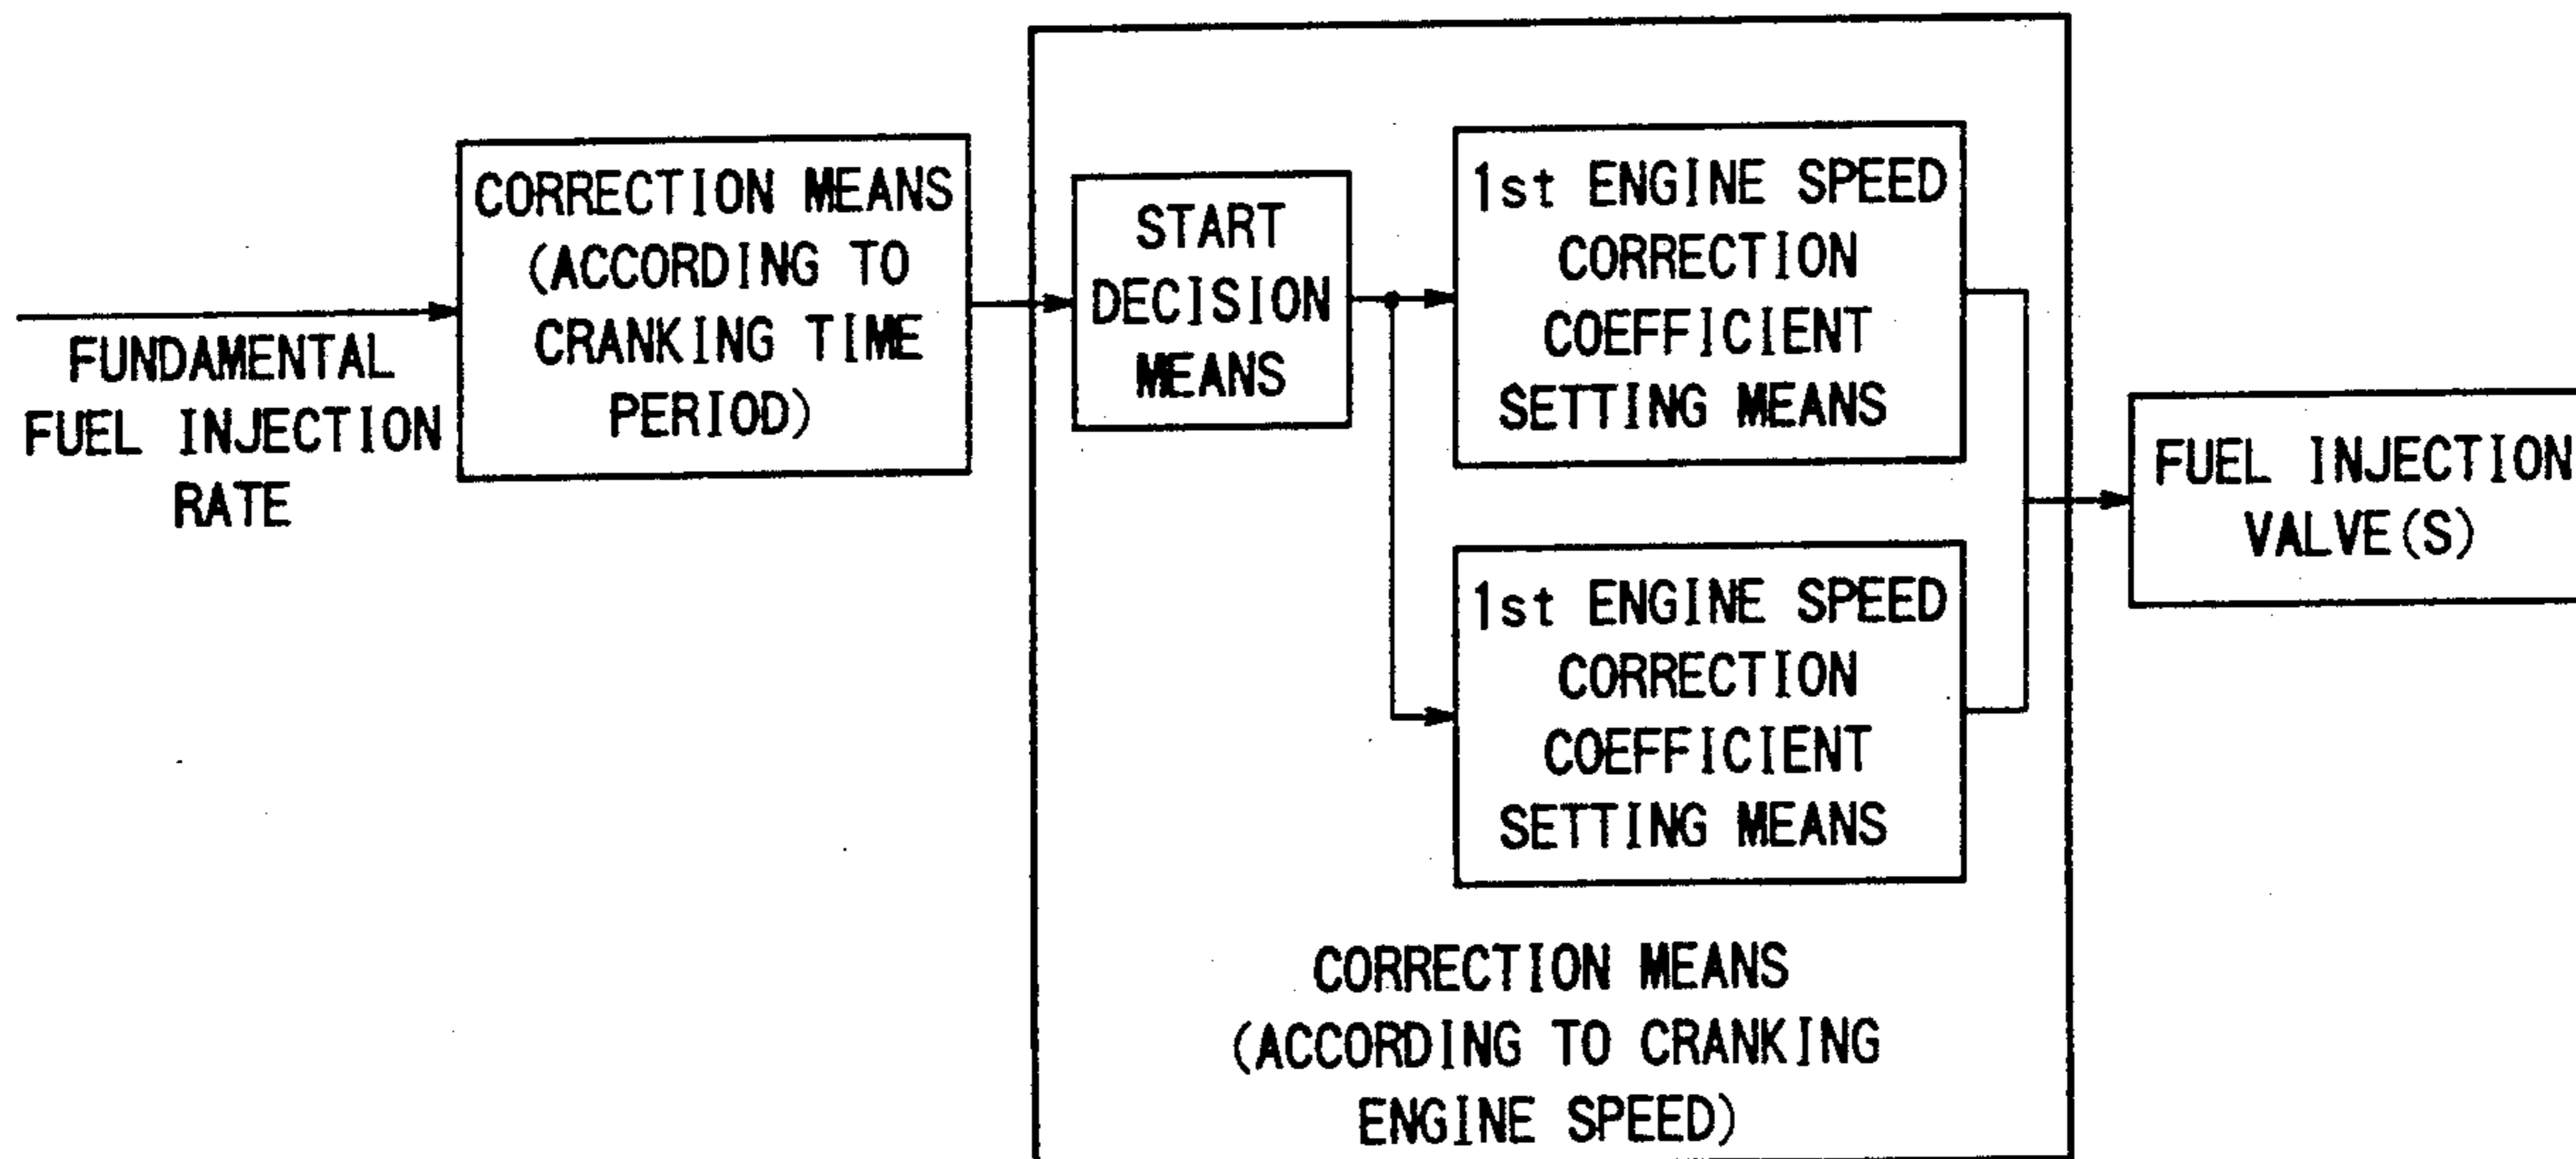 FUNDAMENTAL
FUEL INJECTION
RATE
CORRECTION MEANS
(ACCORDING TO
CRANKING TIME
PERIOD)
START
DECISION
MEANS
1st ENGINE SPEED
CORRECTION
COEFFICIENT
SETTING MEANS
1st ENGINE SPEED
CORRECTION
COEFFICIENT
SETTING MEANS
CORRECTION MEANS
(ACCORDING TO CRANKING
ENGINE SPEED)
FUEL INJECTION
VALVE(S)